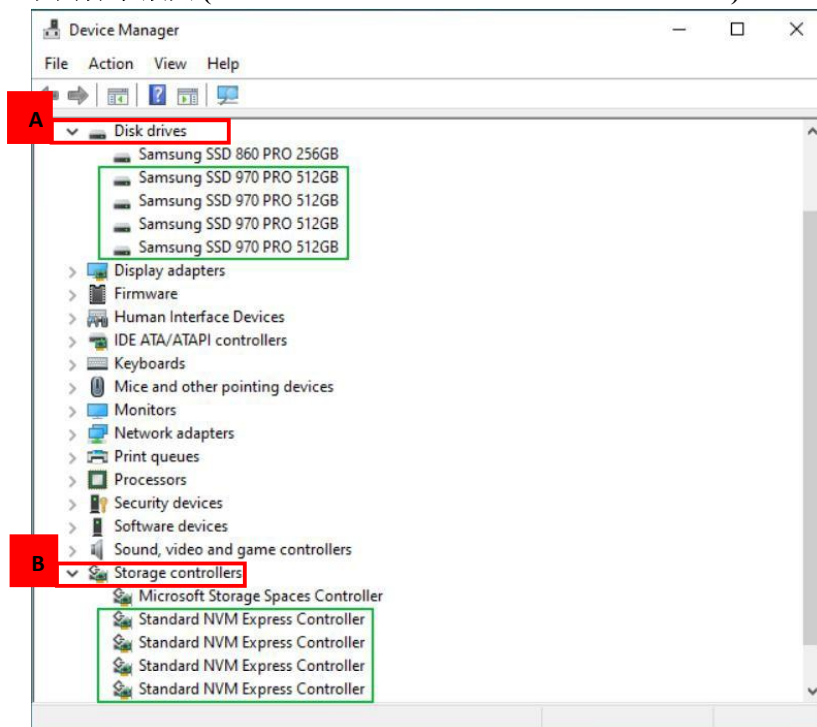 Device Manager
File Action View Help
A
Disk drives
Samsung SSD 860 PRO 256GB
Samsung SSD 970 PRO 512GB
Samsung SSD 970 PRO 512GB
Samsung SSD 970 PRO 512GB
Samsung SSD 970 PRO 512GB
Display adapters
Firmware
Human Interface Devices
IDE ATA/ATAPI controllers
Keyboards
Mice and other pointing devices
Monitors
Network adapters
Print queues
Processors
Security devices
Software devices
Sound, video and game controllers
B
Storage controllers
Microsoft Storage Spaces Controller
Standard NVM Express Controller
Standard NVM Express Controller
Standard NVM Express Controller
Standard NVM Express Controller